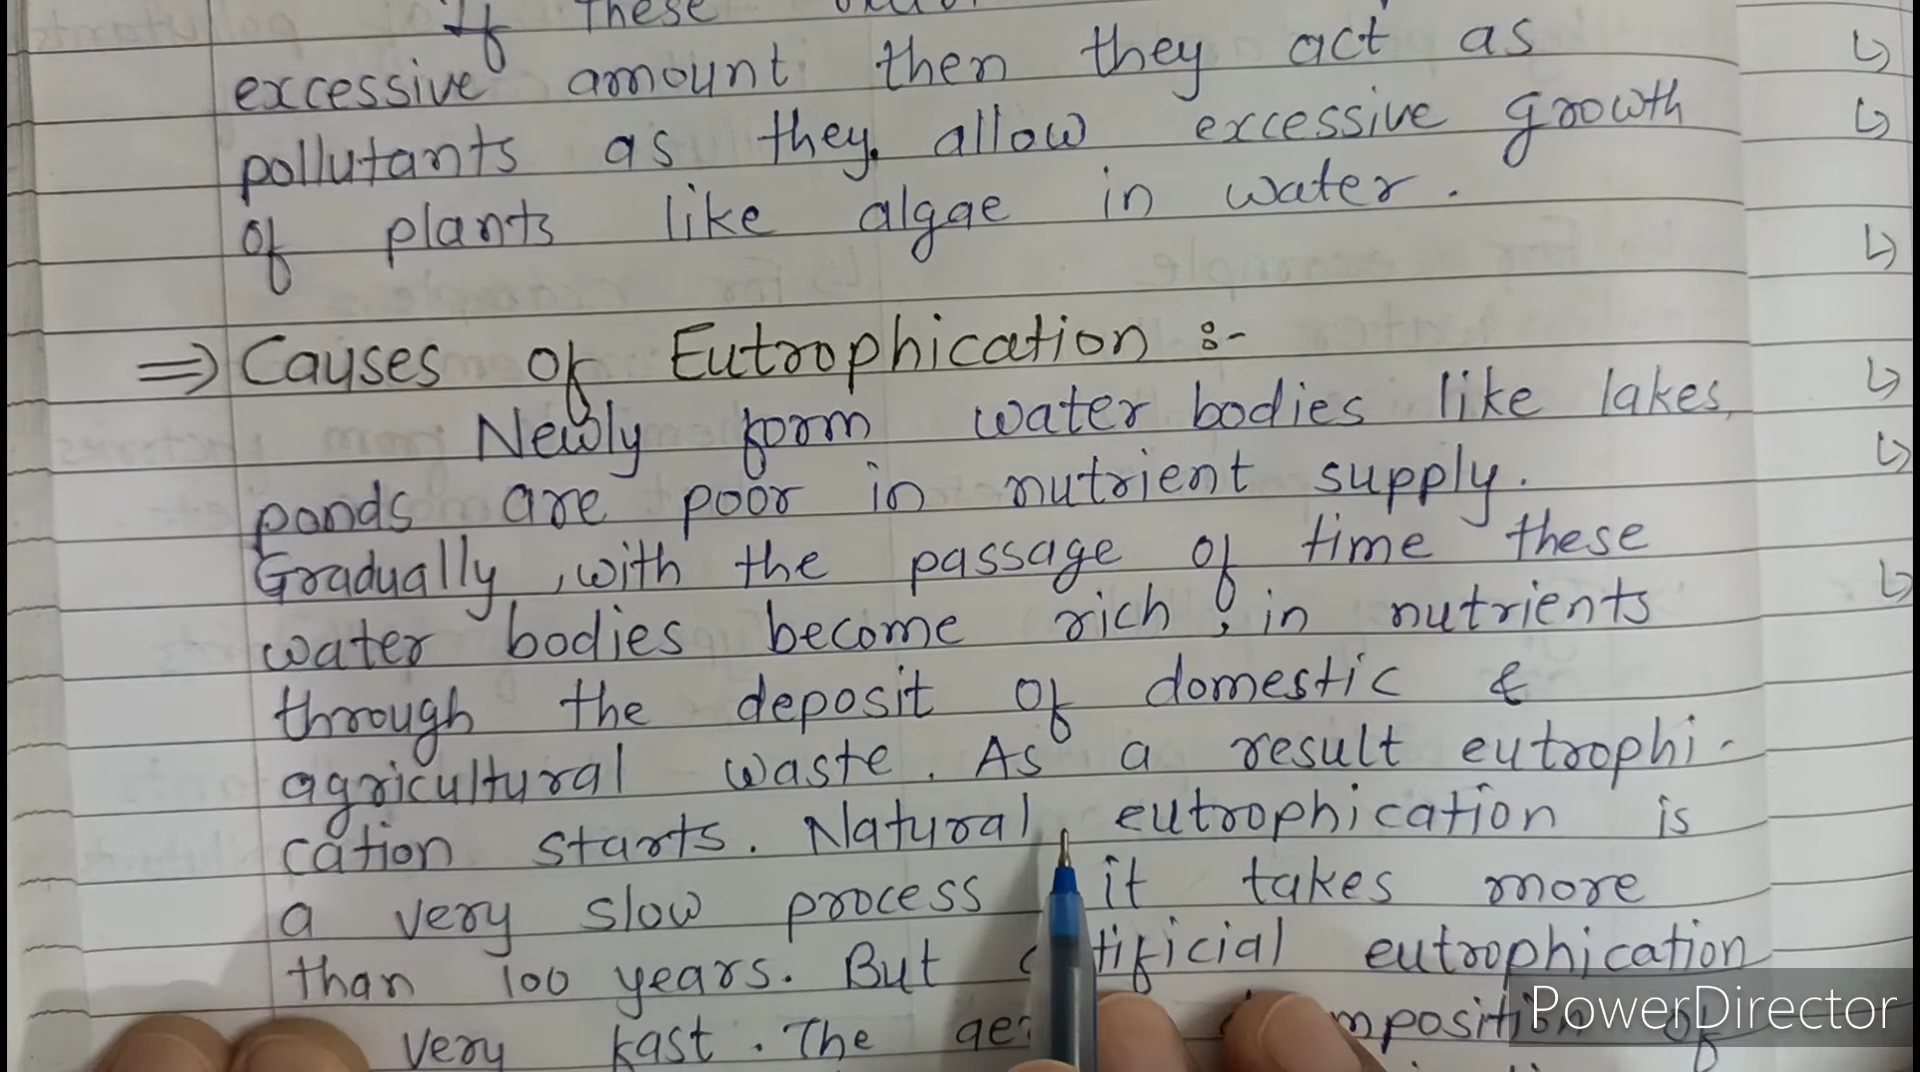 If these
excessive amount then they act as
pollutants as they allow excessive growth
of plants like algae in water.
⇒ Causes of Eutrophication :-
Newly form water bodies like lakes,
ponds are poor in nutrient supply.
Gradually, with the passage of time these
water bodies become rich in nutrients
through the deposit of domestic &
agricultural waste. As a result eutrophi-
cation starts. Natural eutrophication is
a very slow process it takes more
than 100 years. But eutrophication
very fast. The of
PowerDirector